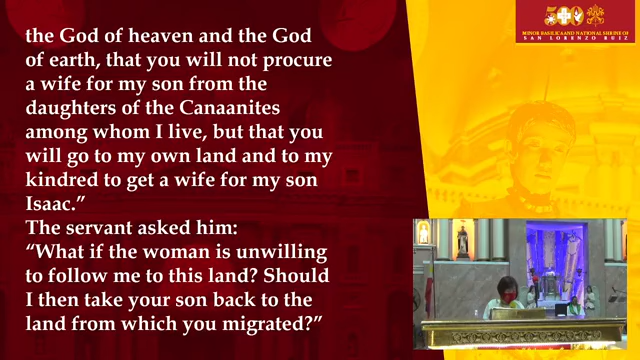 the God of heaven and the God
of earth, that you will not procure
a wife for my son from the
daughters of the Canaanites
among whom I live, but that you
will go to my own land and to my
kindred to get a wife for my son
Isaac.”
The servant asked him:
“What if the woman is unwilling
to follow me to this land? Should
I then take your son back to the
land from which you migrated?”
500
MINOR BASILICA AND NATIONAL SHRINE OF
SAN LORENZO RUIZ